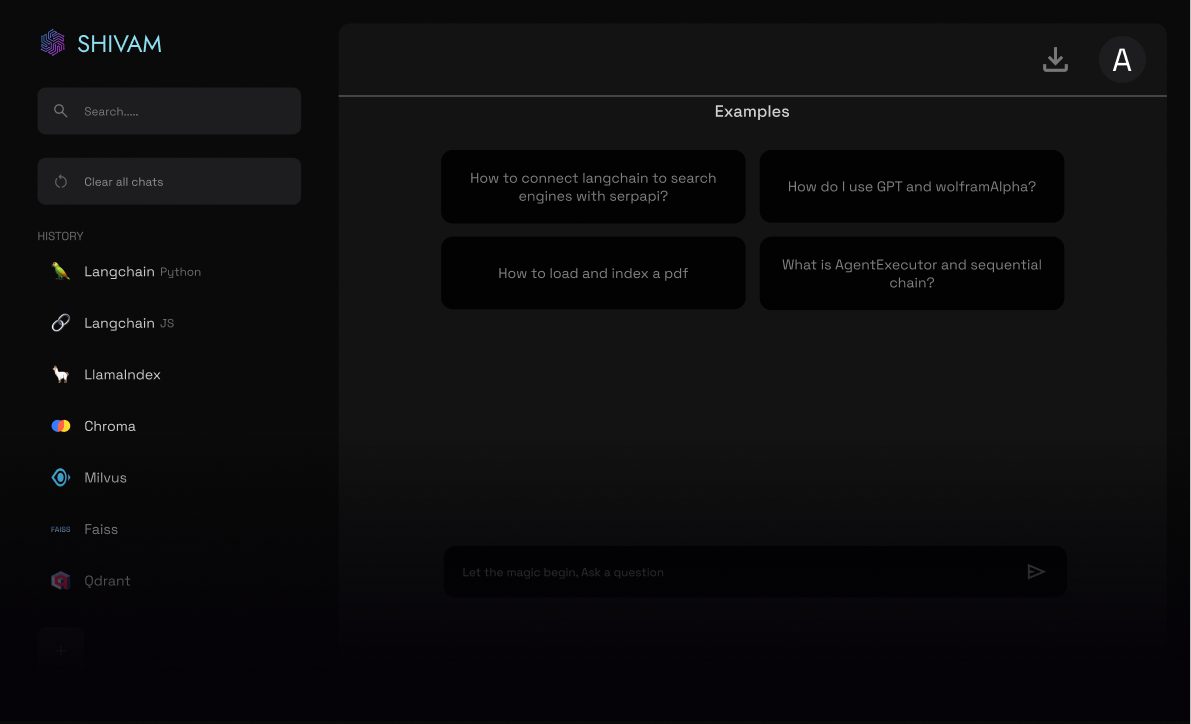 SHIVAM
Search.....
Clear all chats
HISTORY
Langchain Python
Langchain JS
LlamaIndex
Chroma
Milvus
FAISS Faiss
Qdrant
+
A
Examples
How to connect langchain to search
engines with serpapi?
How do I use GPT and wolframAlpha?
How to load and index a pdf
What is AgentExecutor and sequential
chain?
Let the magic begin, Ask a question